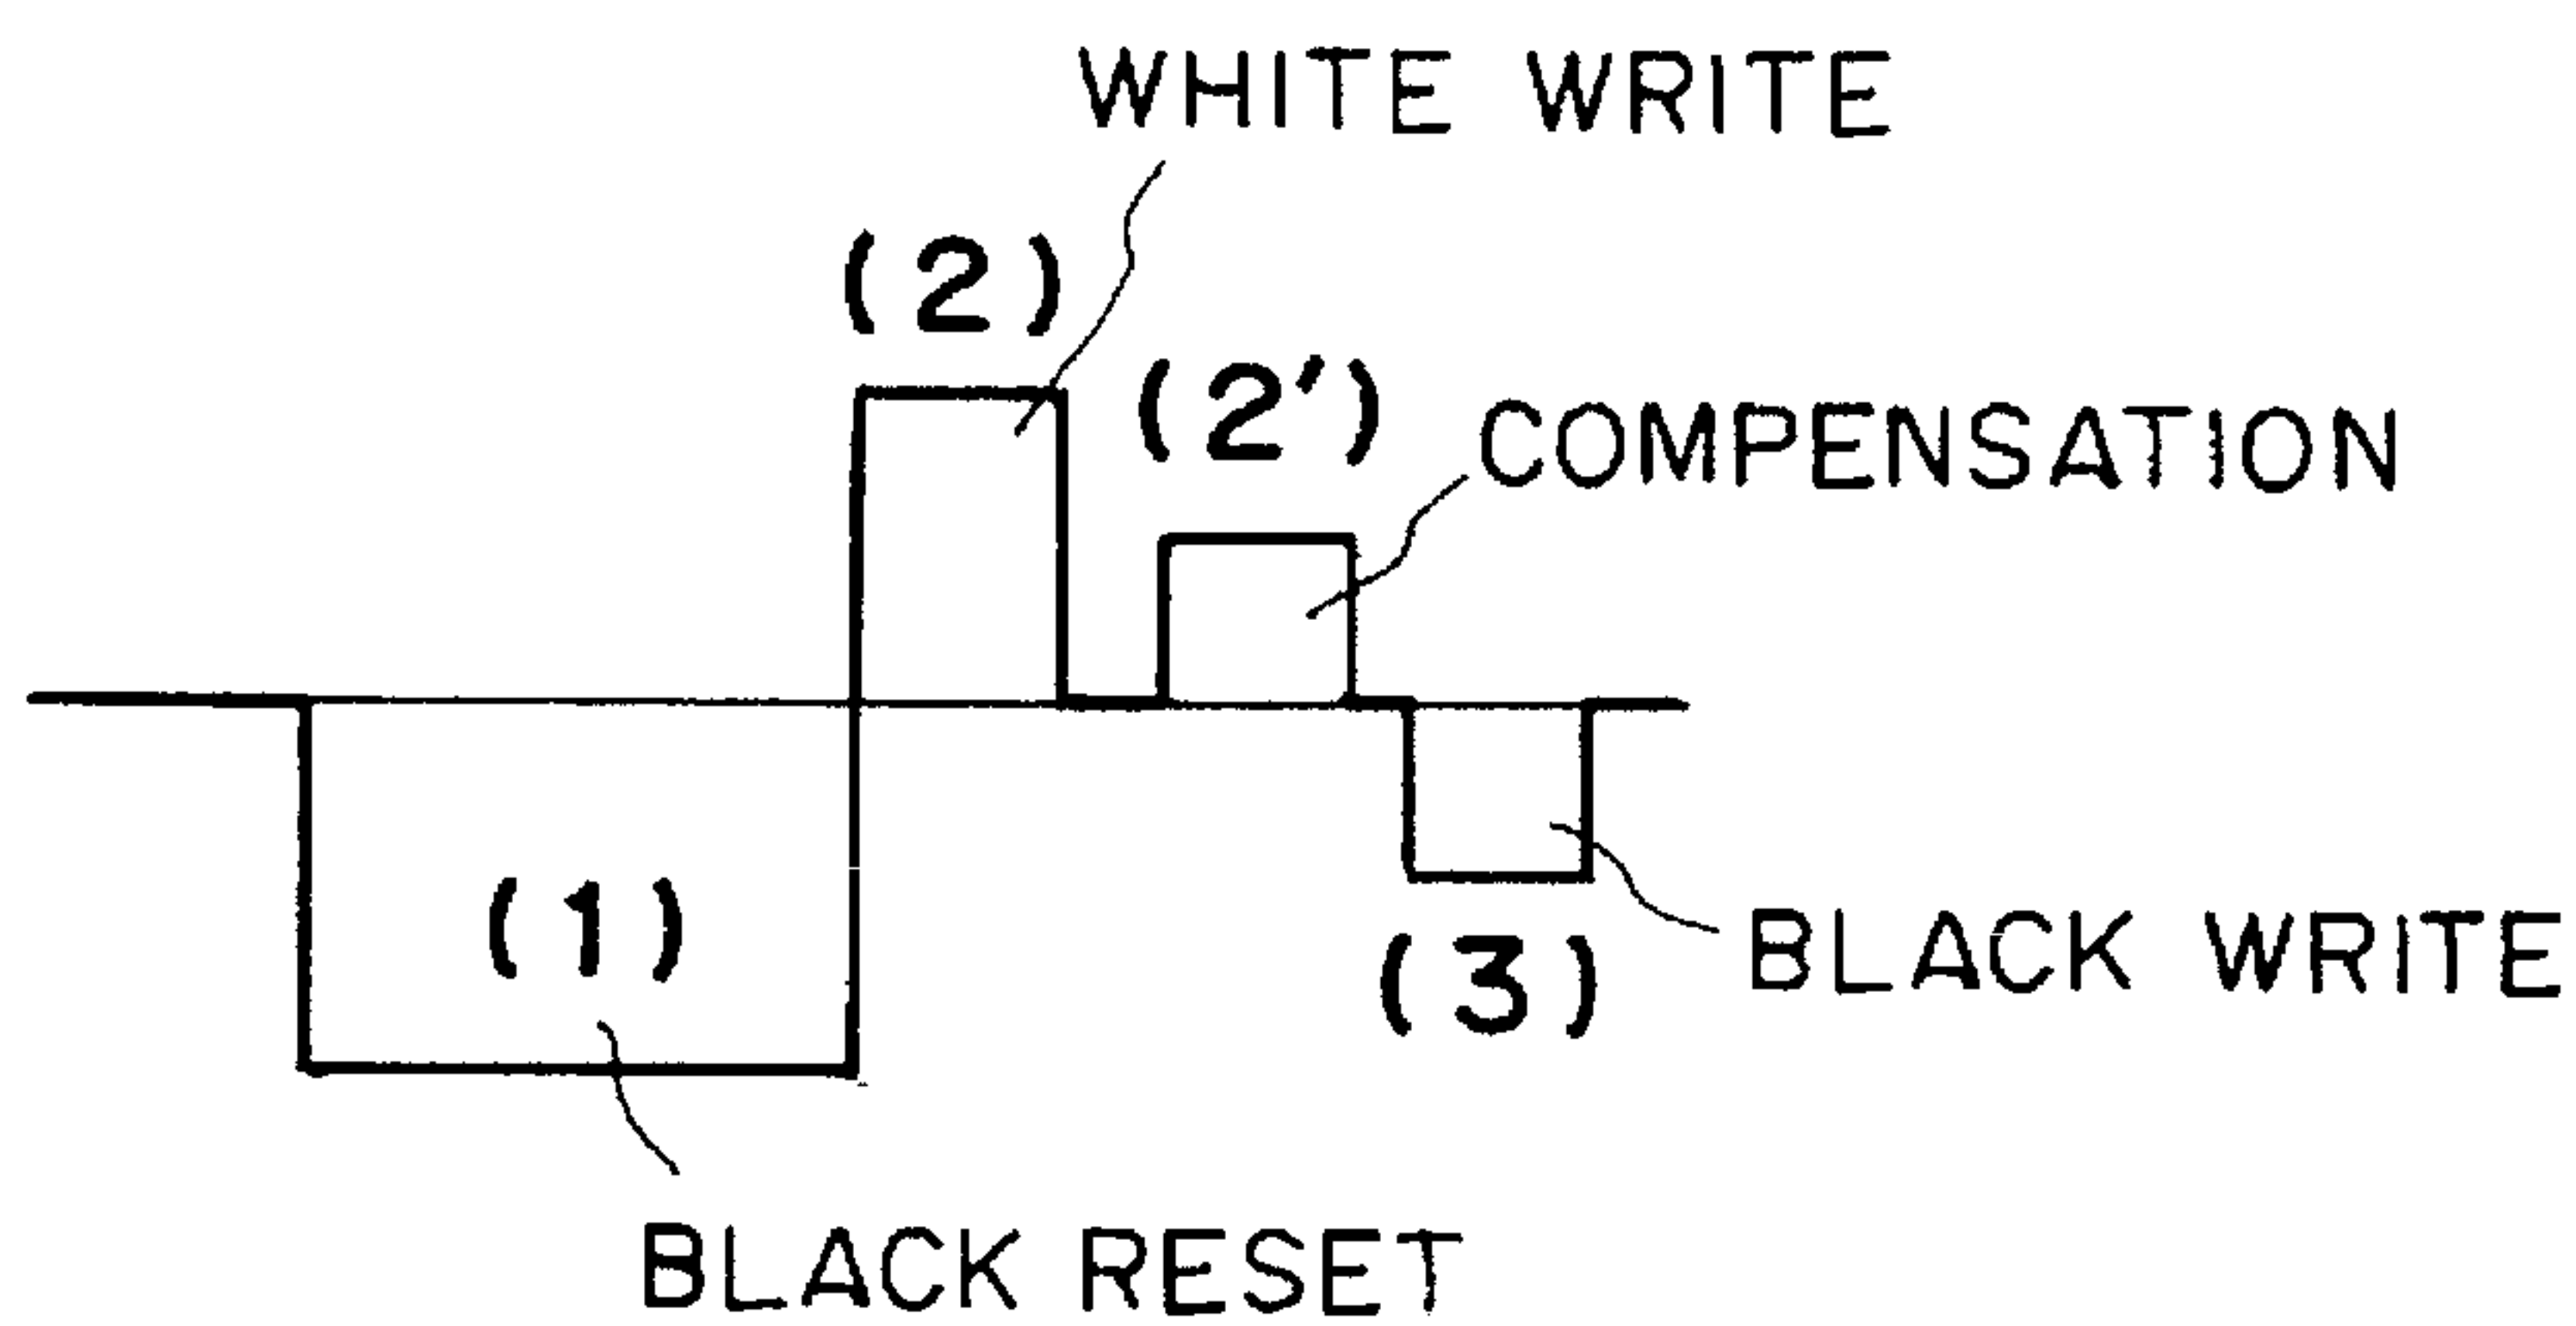 WHITE WRITE
(2)
(2')
COMPENSATION
(1)
BLACK WRITE
(3)
BLACK RESET